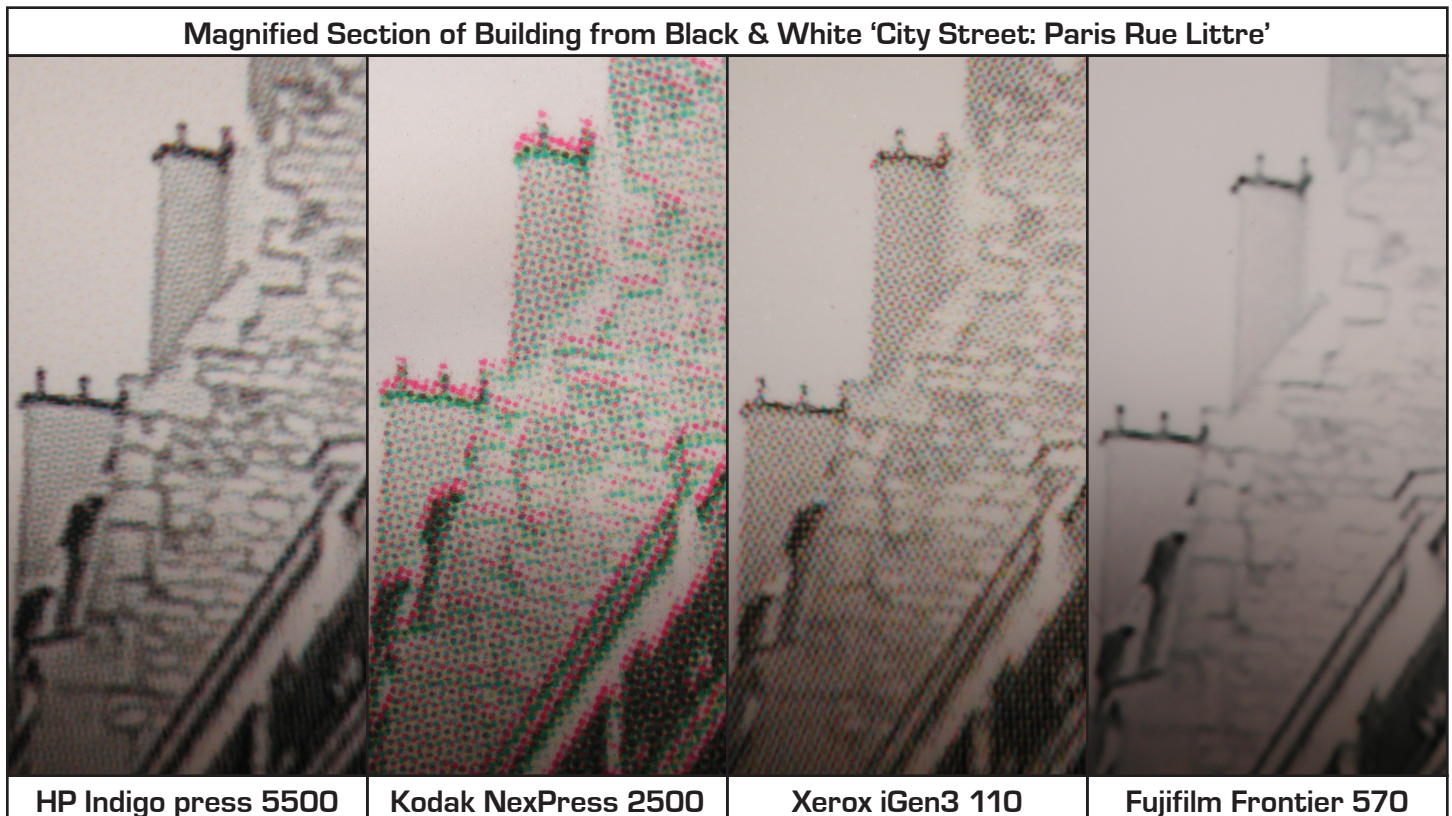 Magnified Section of Building from Black & White ‘City Street: Paris Rue Littre’
HP Indigo press 5500
Kodak NexPress 2500
Xerox iGen3 110
Fujifilm Frontier 570